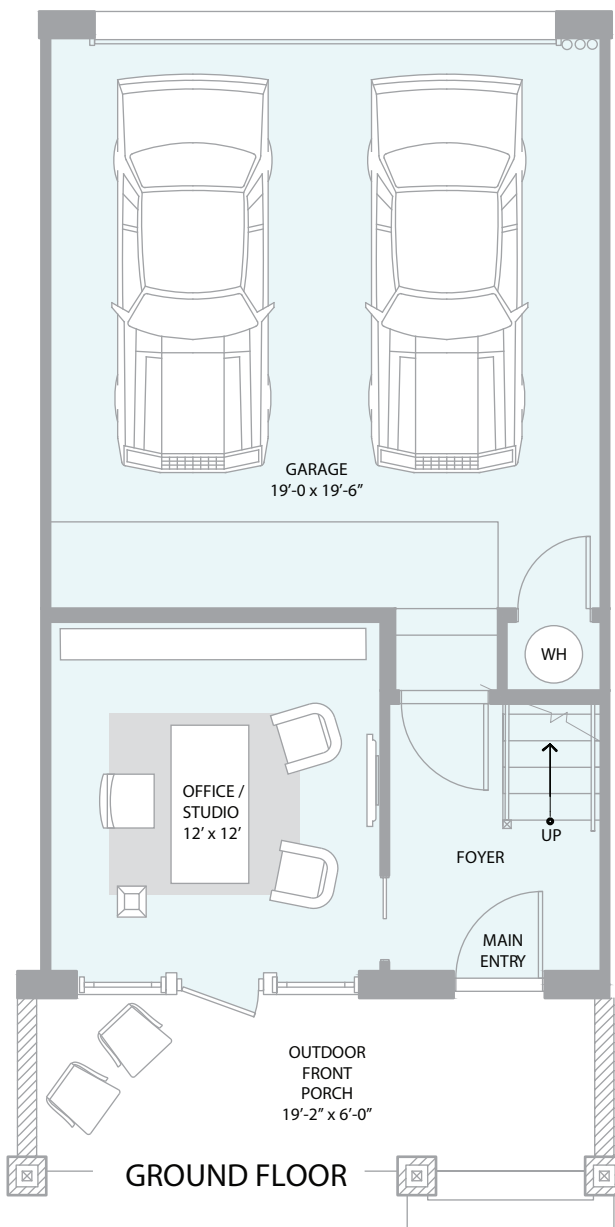 GARAGE
19’-0 x 19’-6”
WH
OFFICE /
STUDIO
12’ x 12’
UP
FOYER
MAIN
ENTRY
OUTDOOR
FRONT
PORCH
19’-2” x 6’-0”
GROUND FLOOR